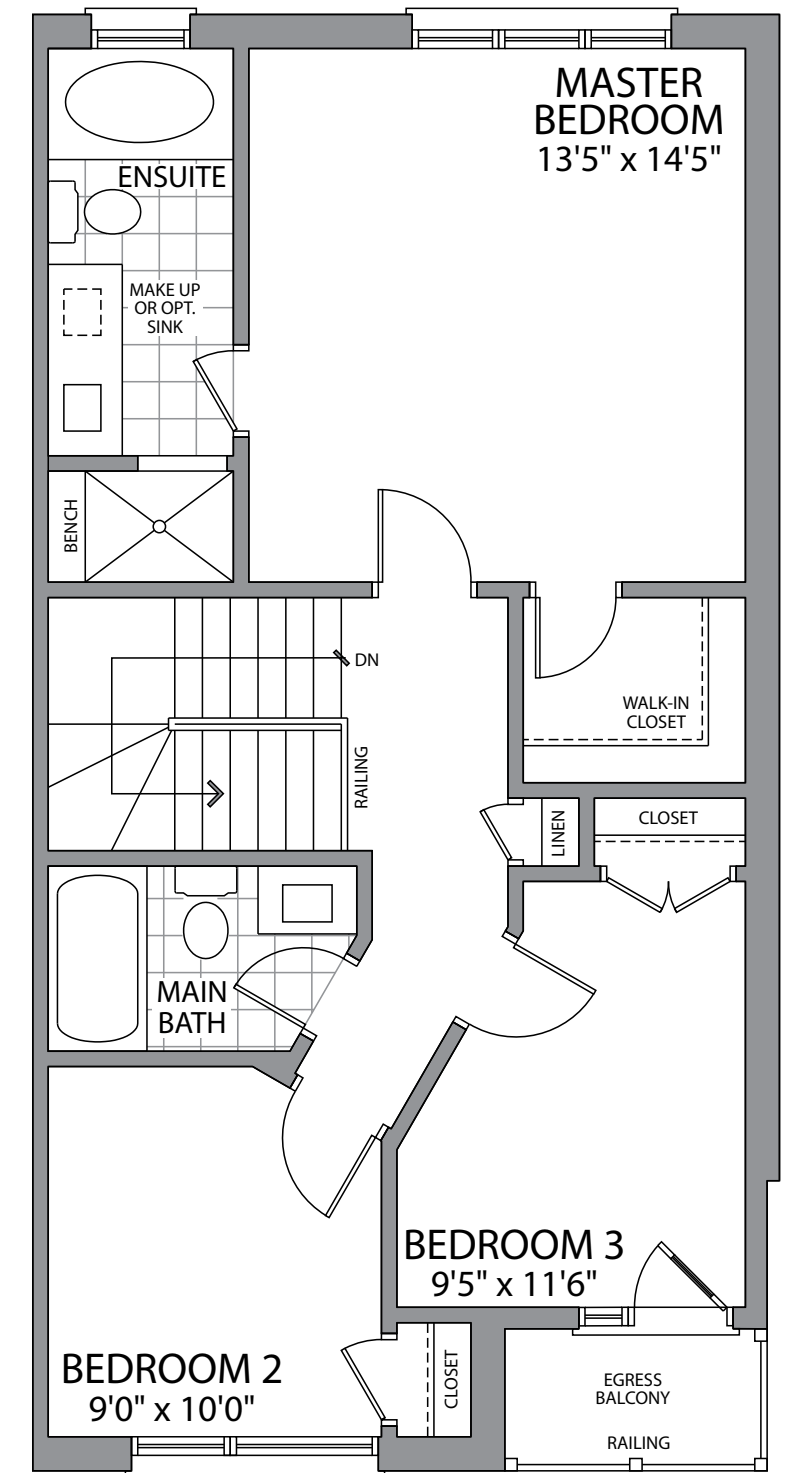 MASTER
BEDROOM
13'5" x 14'5"
ENSUITE
MAKE UP
OR OPT.
SINK
BENCH
DN
RAILING
WALK-IN
CLOSET
LINEN
CLOSET
MAIN
BATH
BEDROOM 3
9'5" x 11'6"
BEDROOM 2
9'0" x 10'0"
CLOSET
EGRESS
BALCONY
RAILING